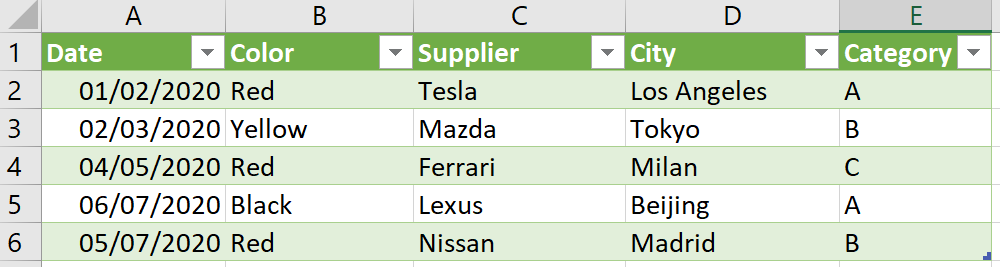 A B C D E
1 Date Color Supplier City Category
2 01/02/2020 Red Tesla Los Angeles A
3 02/03/2020 Yellow Mazda Tokyo B
4 04/05/2020 Red Ferrari Milan C
5 06/07/2020 Black Lexus Beijing A
6 05/07/2020 Red Nissan Madrid B